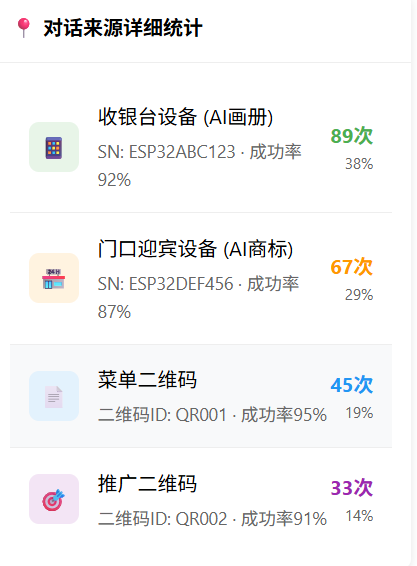 对话来源详细统计
收银台设备 (AI画册)
89次
SN: ESP32ABC123 · 成功率
38%
92%
门口迎宾设备 (AI商标)
67次
SN: ESP32DEF456 · 成功率
29%
87%
菜单二维码
45次
二维码ID: QR001 · 成功率95%
19%
推广二维码
33次
二维码ID: QR002 · 成功率91%
14%